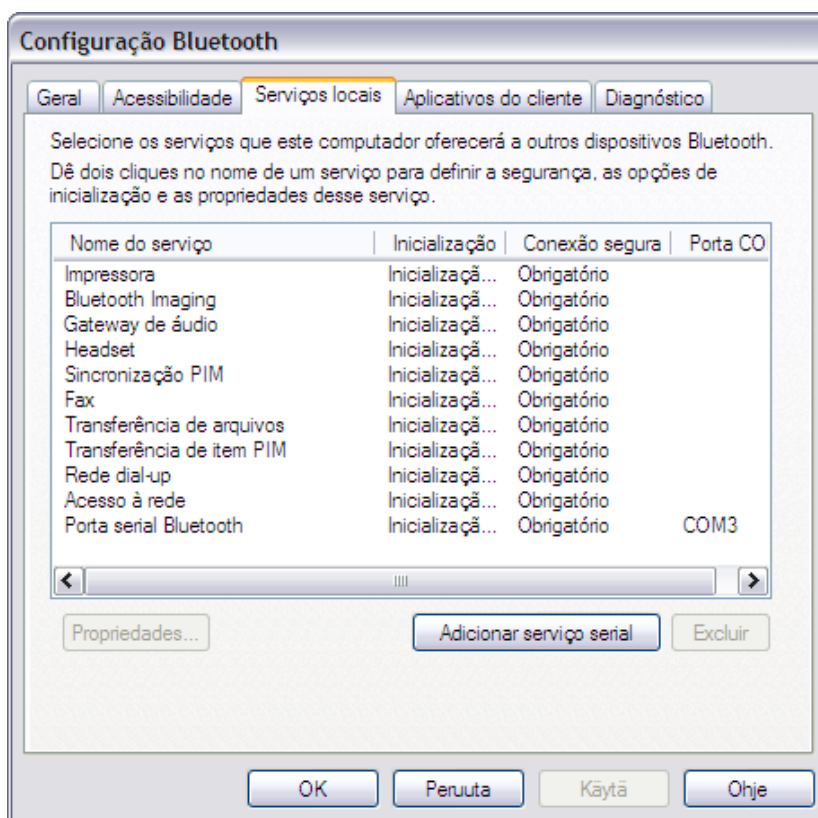 Configuração Bluetooth
Geral Acessibilidade Serviços locais Aplicativos do cliente Diagnóstico
Selecione os serviços que este computador oferecerá a outros dispositivos Bluetooth.
Dê dois cliques no nome de um serviço para definir a segurança, as opções de
inicialização e as propriedades desse serviço.
Nome do serviço Inicialização Conexão segura Porta CO
Impressora Inicializaçã... Obrigatório
Bluetooth Imaging Inicializaçã... Obrigatório
Gateway de áudio Inicializaçã... Obrigatório
Headset Inicializaçã... Obrigatório
Sincronização PIM Inicializaçã... Obrigatório
Fax Inicializaçã... Obrigatório
Transferência de arquivos Inicializaçã... Obrigatório
Transferência de item PIM Inicializaçã... Obrigatório
Rede dial-up Inicializaçã... Obrigatório
Acesso à rede Inicializaçã... Obrigatório
Porta serial Bluetooth Inicializaçã... Obrigatório COM3
Propriedades... Adicionar serviço serial Excluir
OK Peruuta Käytä Ohje